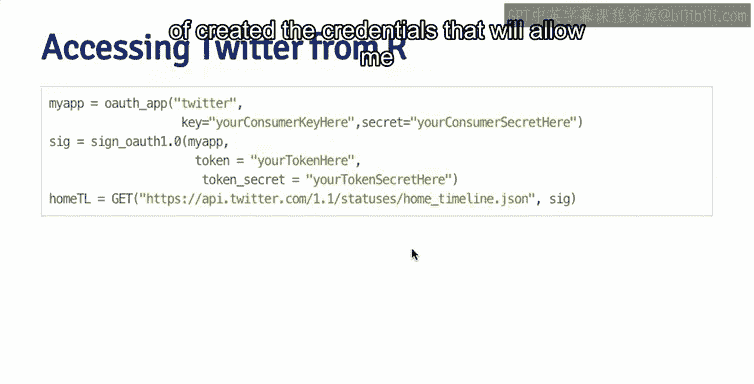 of created the credentials that will allow
me
Accessing Twitter from R
myapp = oauth_app("twitter",
key="yourConsumerKeyHere",secret="yourConsumerSecretHere")
sig = sign_oauth1.0(myapp,
token = "yourTokenHere",
token_secret = "yourTokenSecretHere")
homeTL = GET("https://api.twitter.com/1.1/statuses/home_timeline.json", sig)